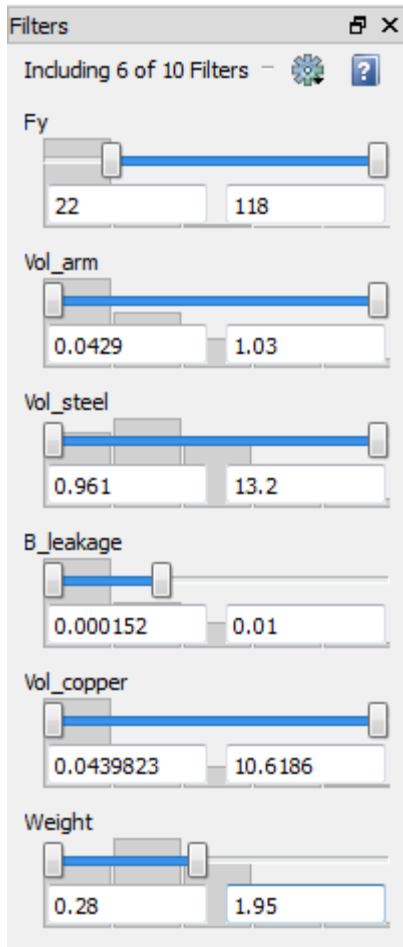 Filters
Including 6 of 10 Filters
Fy
22 118
Vol_arm
0.0429 1.03
Vol_steel
0.961 13.2
B_leakage
0.000152 0.01
Vol_copper
0.0439823 10.6186
Weight
0.28 1.95